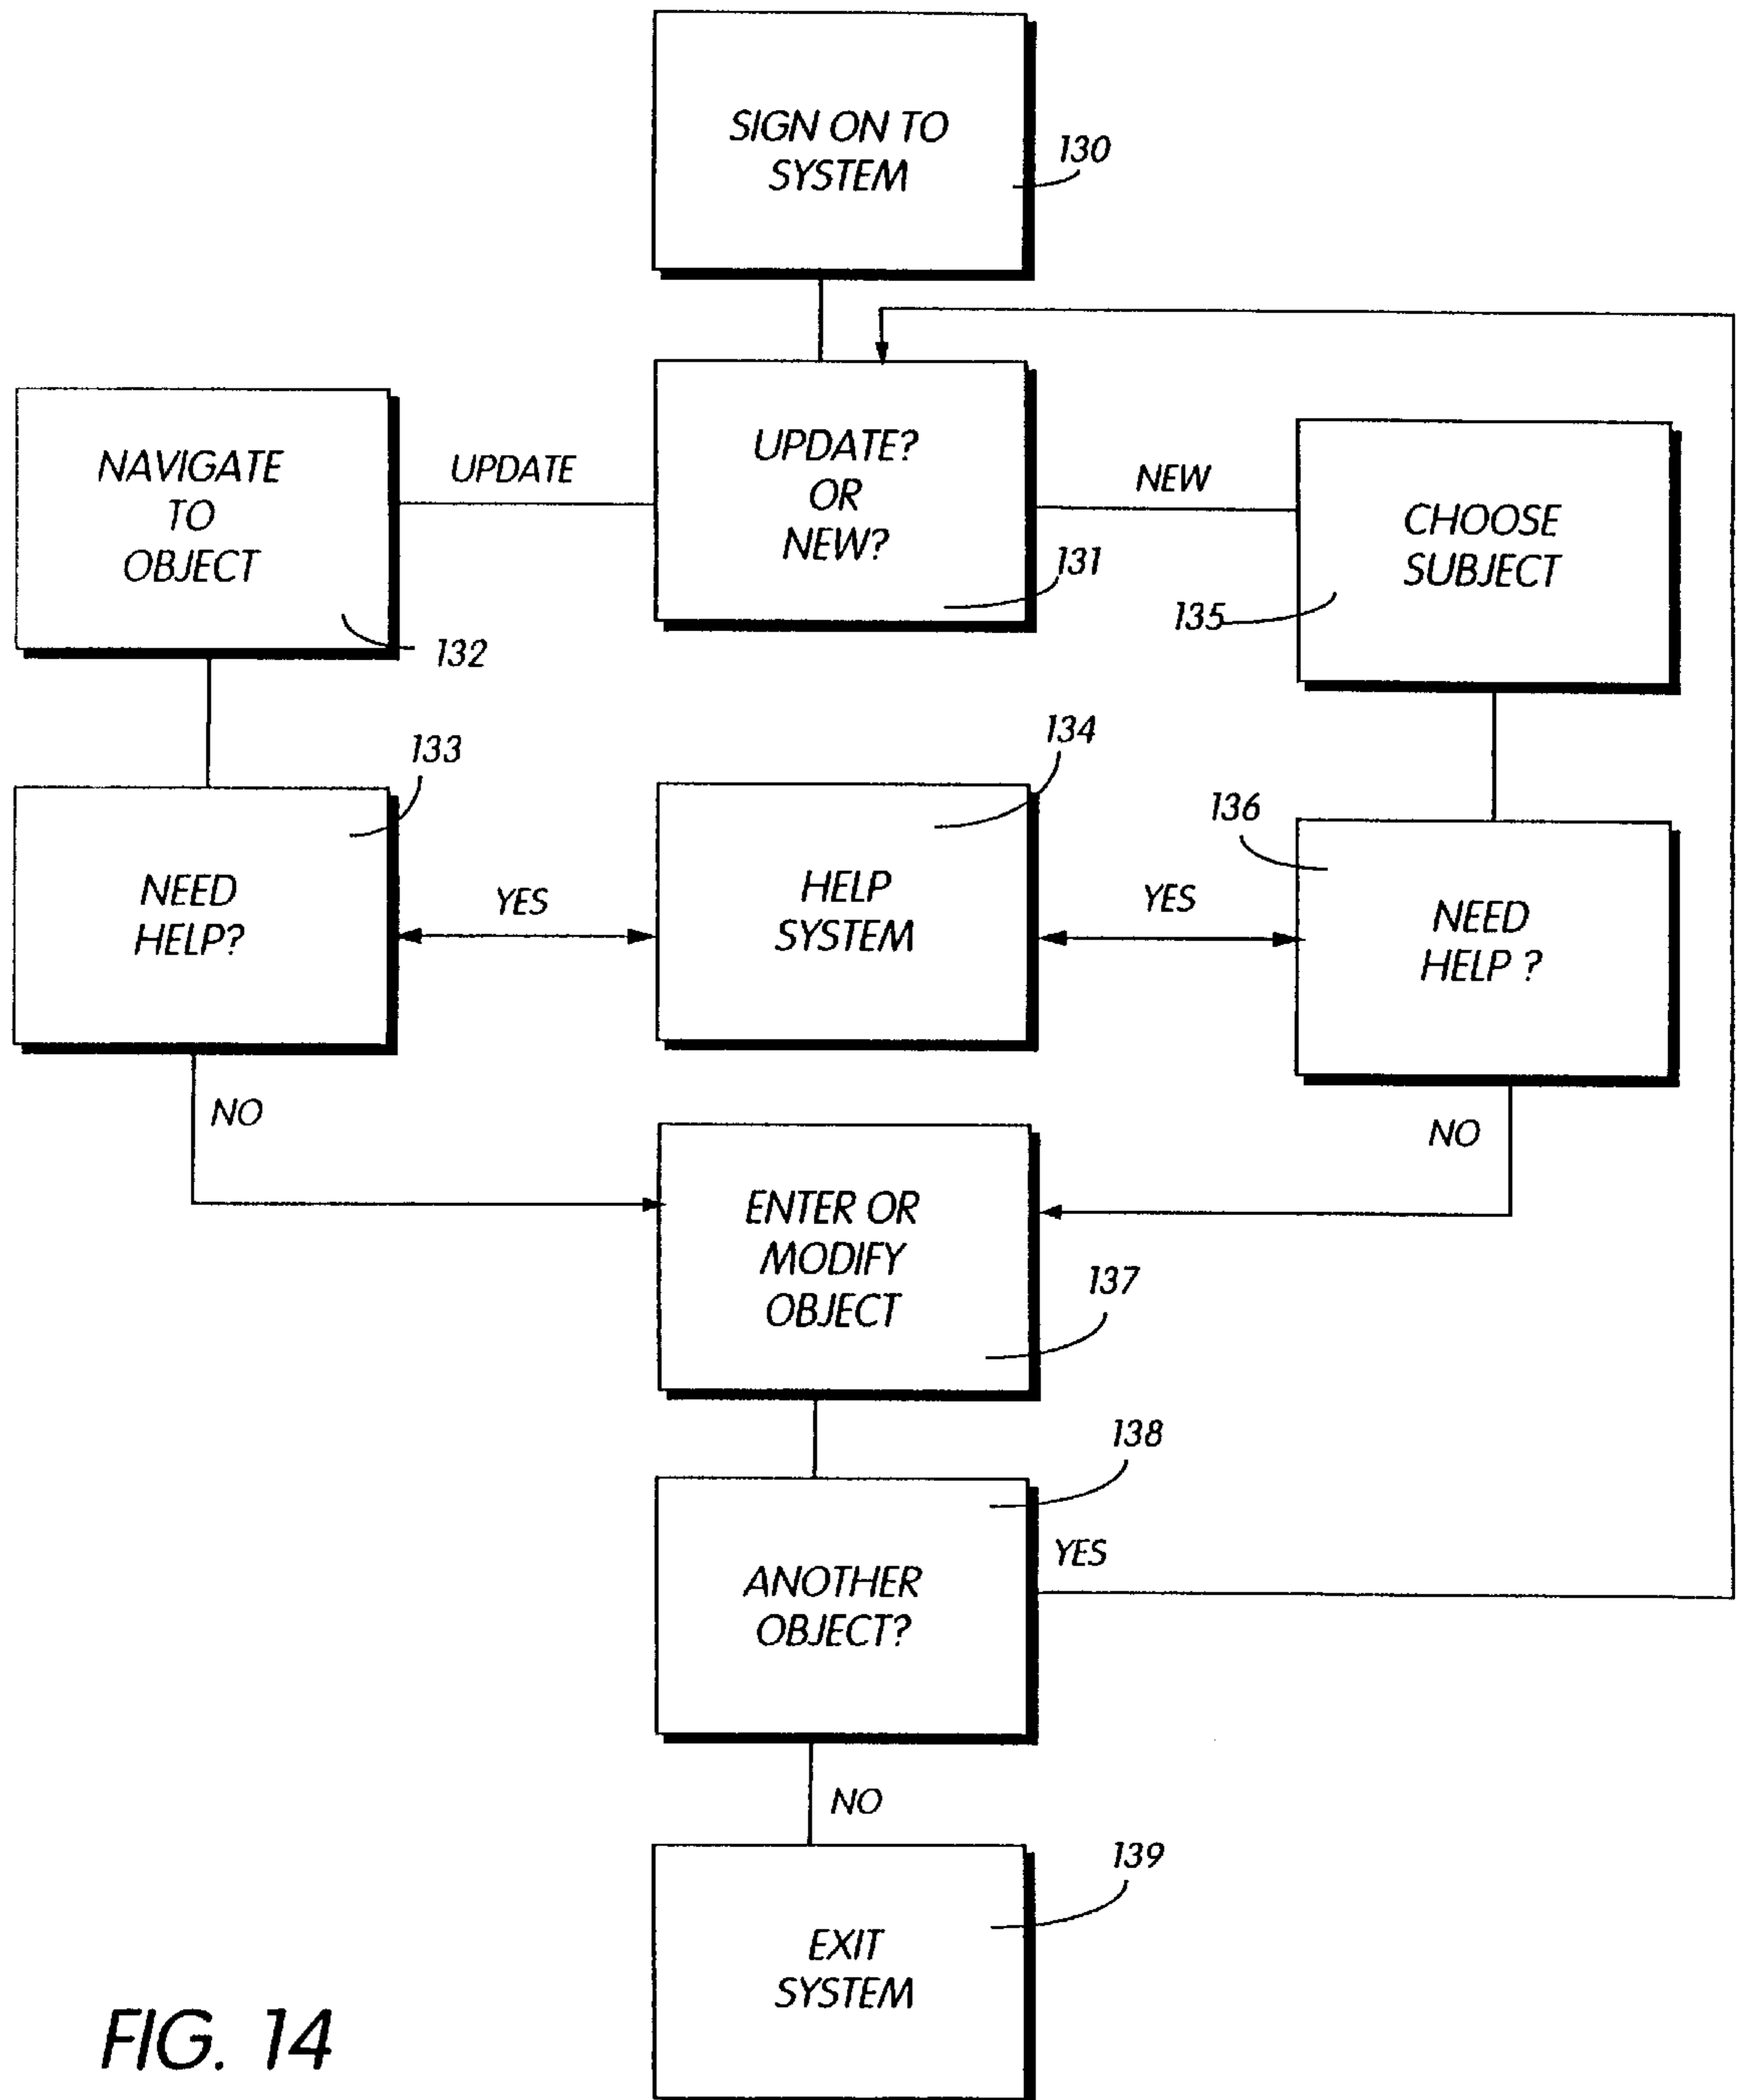 SIGN ON TO
SYSTEM
130
UPDATE?
OR
NEW?
131
UPDATE
NEW
NAVIGATE
TO
OBJECT
132
CHOOSE
SUBJECT
135
133
NEED
HELP?
YES
134
HELP
SYSTEM
YES
136
NEED
HELP ?
NO
NO
ENTER OR
MODIFY
OBJECT
137
138
ANOTHER
OBJECT?
YES
NO
139
EXIT
SYSTEM
FIG. 14